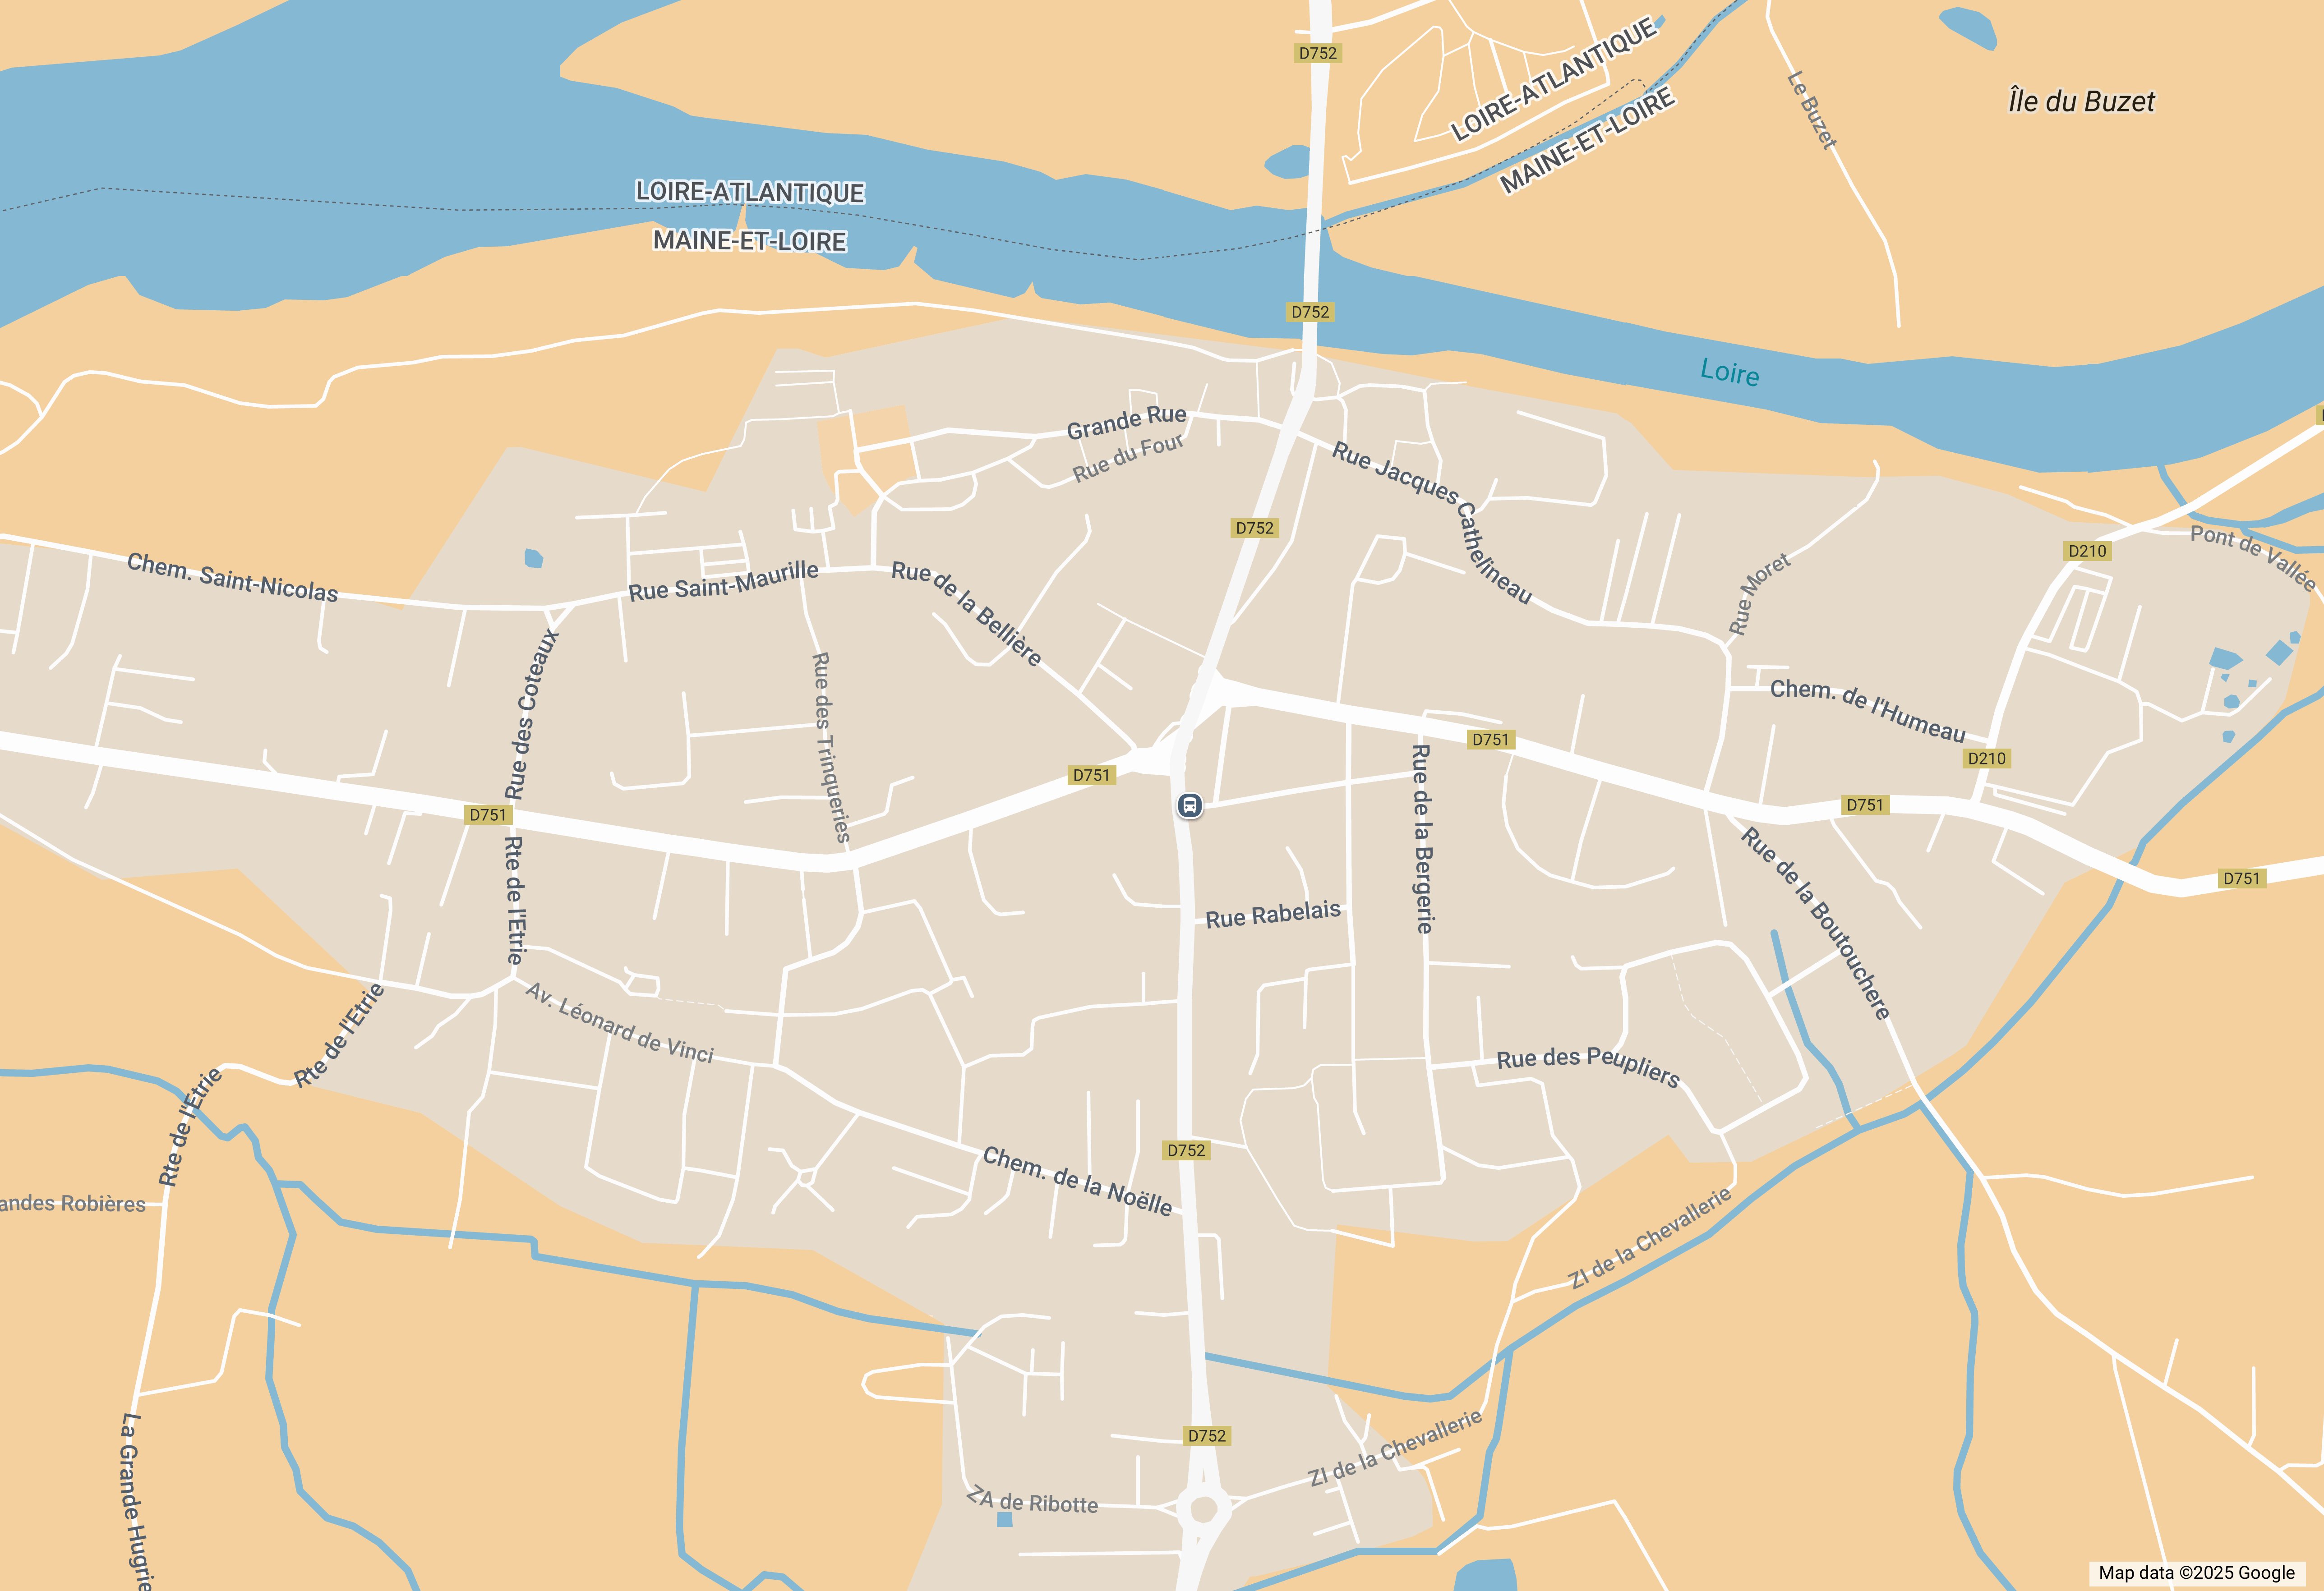 D752
LOIRE-ATLANTIQUE
MAINE-ET-LOIRE
Le Buzet
Île du Buzet
LOIRE-ATLANTIQUE
MAINE-ET-LOIRE
D752
Loire
Grande Rue
Rue du Four
Rue Jacques Cathelineau
D752
D210
Pont de Vallée
Chem. Saint-Nicolas
Rue Saint-Maurille
Rue de la Bellière
Rue Moret
Rue des Coteaux
Rue des Trinqueries
Chem. de l'Humeau
D751
D210
D751
Rue de la Bergerie
D751
D751
Rte de l'Etrie
Rue de la Boutouchere
D751
Rue Rabelais
Rte de l'Etrie
Av. Léonard de Vinci
Rue des Peupliers
Rte de l'Etrie
Chem. de la Noëlle
D752
andes Robières
ZI de la Chevallerie
La Grande Hugrie
D752
ZI de la Chevallerie
ZA de Ribotte
Map data ©2025 Google